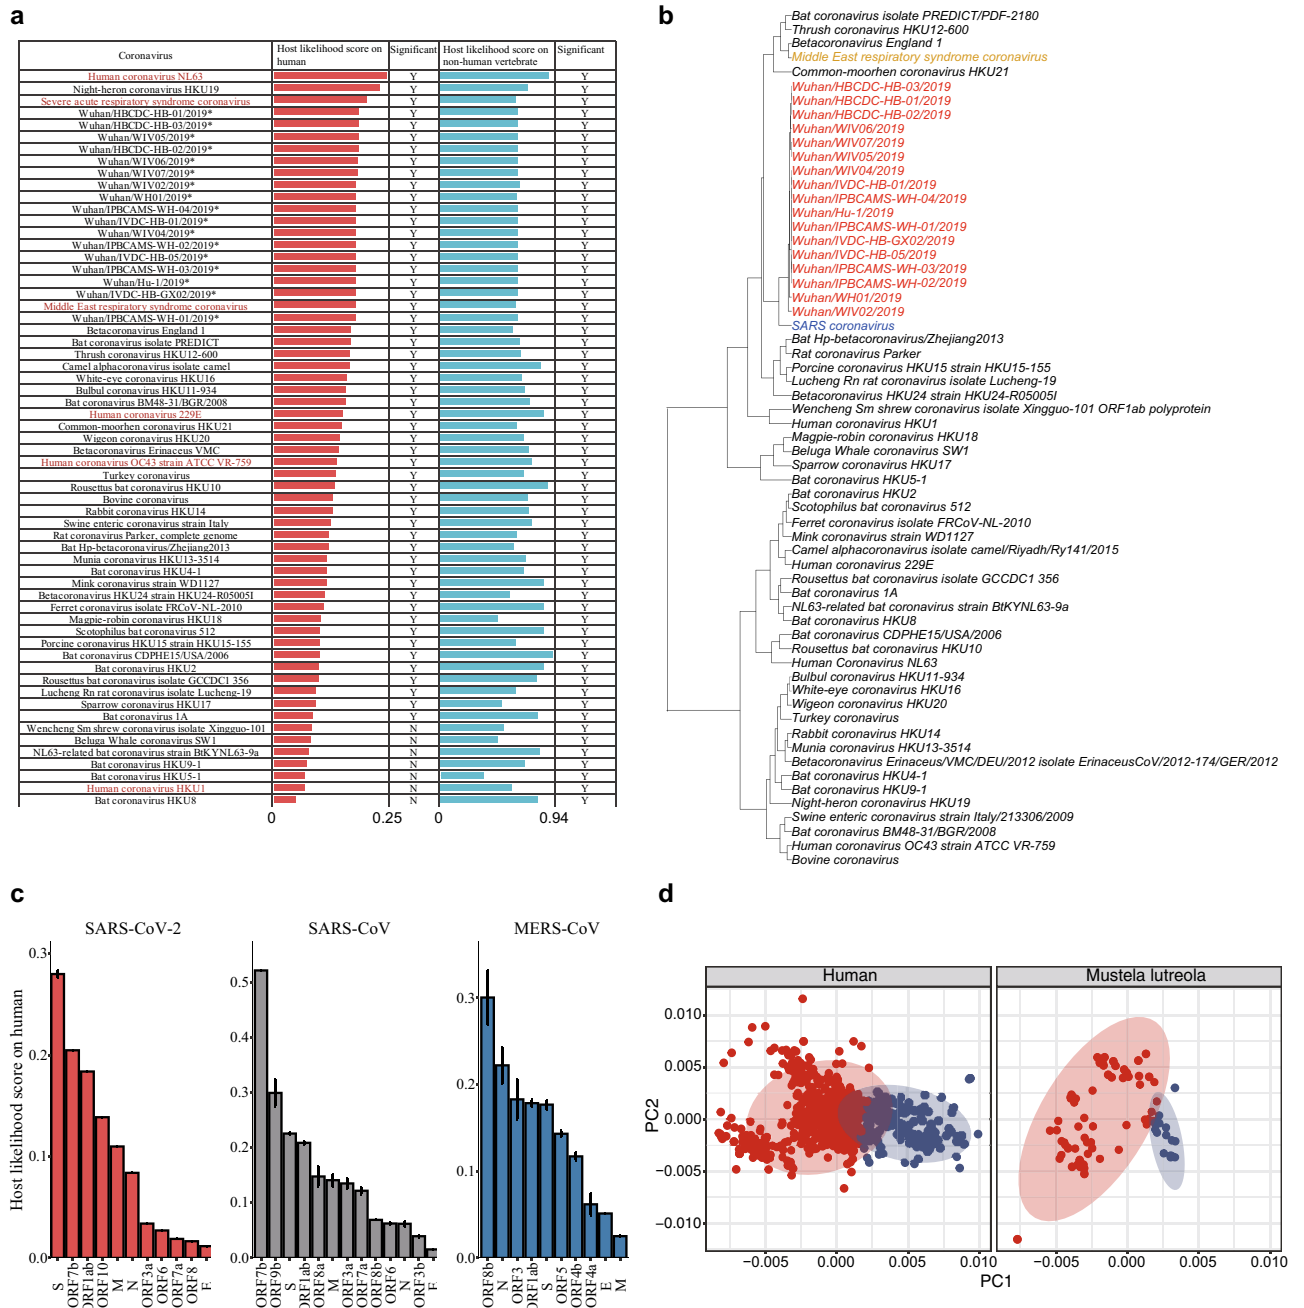 a
Coronavirus
Host likelihood score on human
Significant
Host likelihood score on non-human vertebrate
Significant
Human coronavirus NL63 Y Y
Night-heron coronavirus HKU19 Y Y
Severe acute respiratory syndrome coronavirus Y Y
Wuhan/HBCDC-HB-01/2019* Y Y
Wuhan/HBCDC-HB-03/2019* Y Y
Wuhan/WIV05/2019* Y Y
Wuhan/HBCDC-HB-02/2019* Y Y
Wuhan/WIV06/2019* Y Y
Wuhan/WIV07/2019* Y Y
Wuhan/WIV02/2019* Y Y
Wuhan/WH01/2019* Y Y
Wuhan/IPBCAMS-WH-04/2019* Y Y
Wuhan/IVDC-HB-01/2019* Y Y
Wuhan/WIV04/2019* Y Y
Wuhan/IPBCAMS-WH-02/2019* Y Y
Wuhan/IVDC-HB-05/2019* Y Y
Wuhan/IPBCAMS-WH-03/2019* Y Y
Wuhan/Hu-1/2019* Y Y
Wuhan/IVDC-HB-GX02/2019* Y Y
Middle East respiratory syndrome coronavirus Y Y
Wuhan/IPBCAMS-WH-01/2019* Y Y
Betacoronavirus England 1 Y Y
Bat coronavirus isolate PREDICT Y Y
Thrush coronavirus HKU12-600 Y Y
Camel alphacoronavirus isolate camel Y Y
White-eye coronavirus HKU16 Y Y
Bulbul coronavirus HKU11-934 Y Y
Bat coronavirus BM48-31/BGR/2008 Y Y
Human coronavirus 229E Y Y
Common-moorhen coronavirus HKU21 Y Y
Wigeon coronavirus HKU20 Y Y
Betacoronavirus Erinaceus VMC Y Y
Human coronavirus OC43 strain ATCC VR-759 Y Y
Turkey coronavirus Y Y
Rousettus bat coronavirus HKU10 Y Y
Bovine coronavirus Y Y
Rabbit coronavirus HKU14 Y Y
Swine enteric coronavirus strain Italy Y Y
Rat coronavirus Parker, complete genome Y Y
Bat Hp-betacoronavirus/Zhejiang2013 Y Y
Munia coronavirus HKU13-3514 Y Y
Bat coronavirus HKU4-1 Y Y
Mink coronavirus strain WD1127 Y Y
Betacoronavirus HKU24 strain HKU24-R05005I Y Y
Ferret coronavirus isolate FRCoV-NL-2010 Y Y
Magpie-robin coronavirus HKU18 Y Y
Scotophilus bat coronavirus 512 Y Y
Porcine coronavirus HKU15 strain HKU15-155 Y Y
Bat coronavirus CDPHE15/USA/2006 Y Y
Bat coronavirus HKU2 Y Y
Rousettus bat coronavirus isolate GCCDC1 356 Y Y
Lucheng Rn rat coronavirus isolate Lucheng-19 Y Y
Sparrow coronavirus HKU17 Y Y
Bat coronavirus 1A Y Y
Wencheng Sm shrew coronavirus isolate Xingguo-101 N Y
Beluga Whale coronavirus SW1 N Y
NL63-related bat coronavirus strain BtKYNL63-9a N Y
Bat coronavirus HKU9-1 N Y
Bat coronavirus HKU5-1 N Y
Human coronavirus HKU1 N Y
Bat coronavirus HKU8 N Y
0 0.25 0 0.94
b
Bat coronavirus isolate PREDICT/PDF-2180
Thrush coronavirus HKU12-600
Betacoronavirus England 1
Middle East respiratory syndrome coronavirus
Common-moorhen coronavirus HKU21
Wuhan/HBCDC-HB-03/2019
Wuhan/HBCDC-HB-01/2019
Wuhan/HBCDC-HB-02/2019
Wuhan/WIV06/2019
Wuhan/WIV07/2019
Wuhan/WIV05/2019
Wuhan/WIV04/2019
Wuhan/IVDC-HB-01/2019
Wuhan/IPBCAMS-WH-04/2019
Wuhan/Hu-1/2019
Wuhan/IPBCAMS-WH-01/2019
Wuhan/IVDC-HB-GX02/2019
Wuhan/IVDC-HB-05/2019
Wuhan/IPBCAMS-WH-03/2019
Wuhan/IPBCAMS-WH-02/2019
Wuhan/WH01/2019
Wuhan/WIV02/2019
SARS coronavirus
Bat Hp-betacoronavirus/Zhejiang2013
Rat coronavirus Parker
Porcine coronavirus HKU15 strain HKU15-155
Lucheng Rn rat coronavirus isolate Lucheng-19
Betacoronavirus HKU24 strain HKU24-R05005I
Wencheng Sm shrew coronavirus isolate Xingguo-101 ORF1ab polyprotein
Human coronavirus HKU1
Magpie-robin coronavirus HKU18
Beluga Whale coronavirus SW1
Sparrow coronavirus HKU17
Bat coronavirus HKU5-1
Bat coronavirus HKU2
Scotophilus bat coronavirus 512
Ferret coronavirus isolate FRCoV-NL-2010
Mink coronavirus strain WD1127
Camel alphacoronavirus isolate camel/Riyadh/Ry141/2015
Human coronavirus 229E
Rousettus bat coronavirus isolate GCCDC1 356
Bat coronavirus 1A
NL63-related bat coronavirus strain BtKYNL63-9a
Bat coronavirus HKU8
Bat coronavirus CDPHE15/USA/2006
Rousettus bat coronavirus HKU10
Human Coronavirus NL63
Bulbul coronavirus HKU11-934
White-eye coronavirus HKU16
Wigeon coronavirus HKU20
Turkey coronavirus
Rabbit coronavirus HKU14
Munia coronavirus HKU13-3514
Betacoronavirus Erinaceus/VMC/DEU/2012 isolate ErinaceusCoV/2012-174/GER/2012
Bat coronavirus HKU4-1
Bat coronavirus HKU9-1
Night-heron coronavirus HKU19
Swine enteric coronavirus strain Italy/213306/2009
Bat coronavirus BM48-31/BGR/2008
Human coronavirus OC43 strain ATCC VR-759
Bovine coronavirus
c
Host likelihood score on human
SARS-CoV-2
0.3
0.2
0.1
0.0
S ORF7b ORF1ab ORF10 M N ORF3a ORF6 ORF7a ORF8 E
SARS-CoV
0.5
0.4
0.3
0.2
0.1
0.0
ORF7b ORF9b S ORF1ab ORF8a M ORF3a ORF7a ORF8b ORF6 N ORF3b E
MERS-CoV
0.3
0.2
0.1
0.0
ORF8b N ORF3 ORF1ab S ORF5 ORF4b ORF4a E M
d
Human
Mustela lutreola
PC2
0.010
0.005
0.000
−0.005
−0.010
−0.005 0.000 0.005 0.010
−0.005 0.000 0.005 0.010
PC1